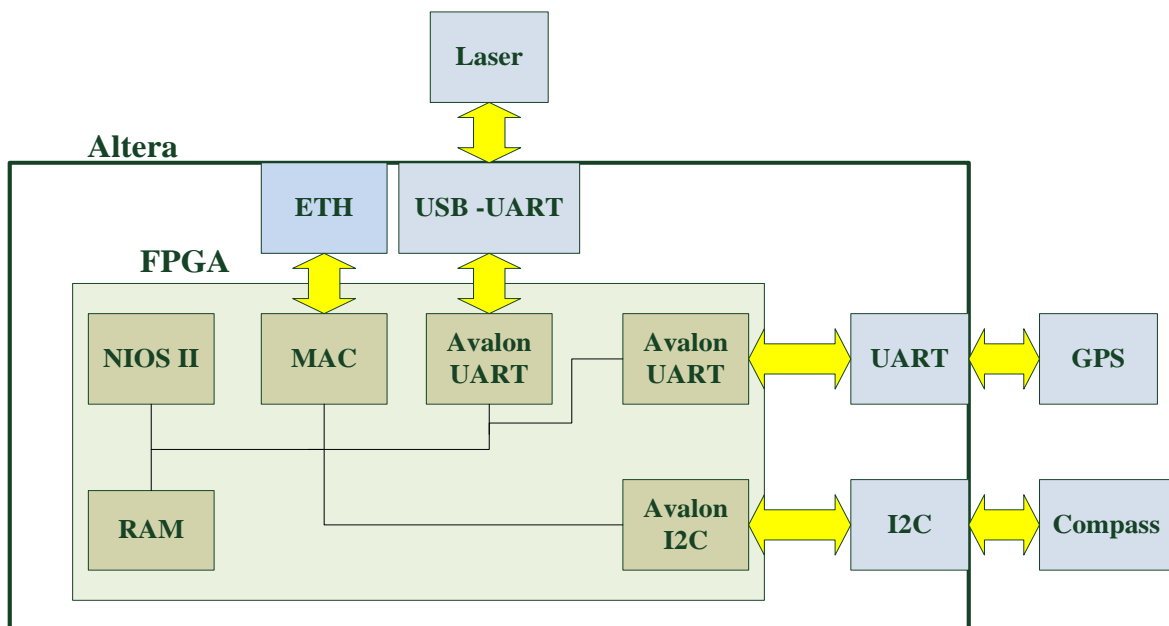 Laser
Altera
ETH
USB -UART
FPGA
NIOS II
MAC
Avalon
UART
Avalon
UART
UART
GPS
RAM
Avalon
I2C
I2C
Compass